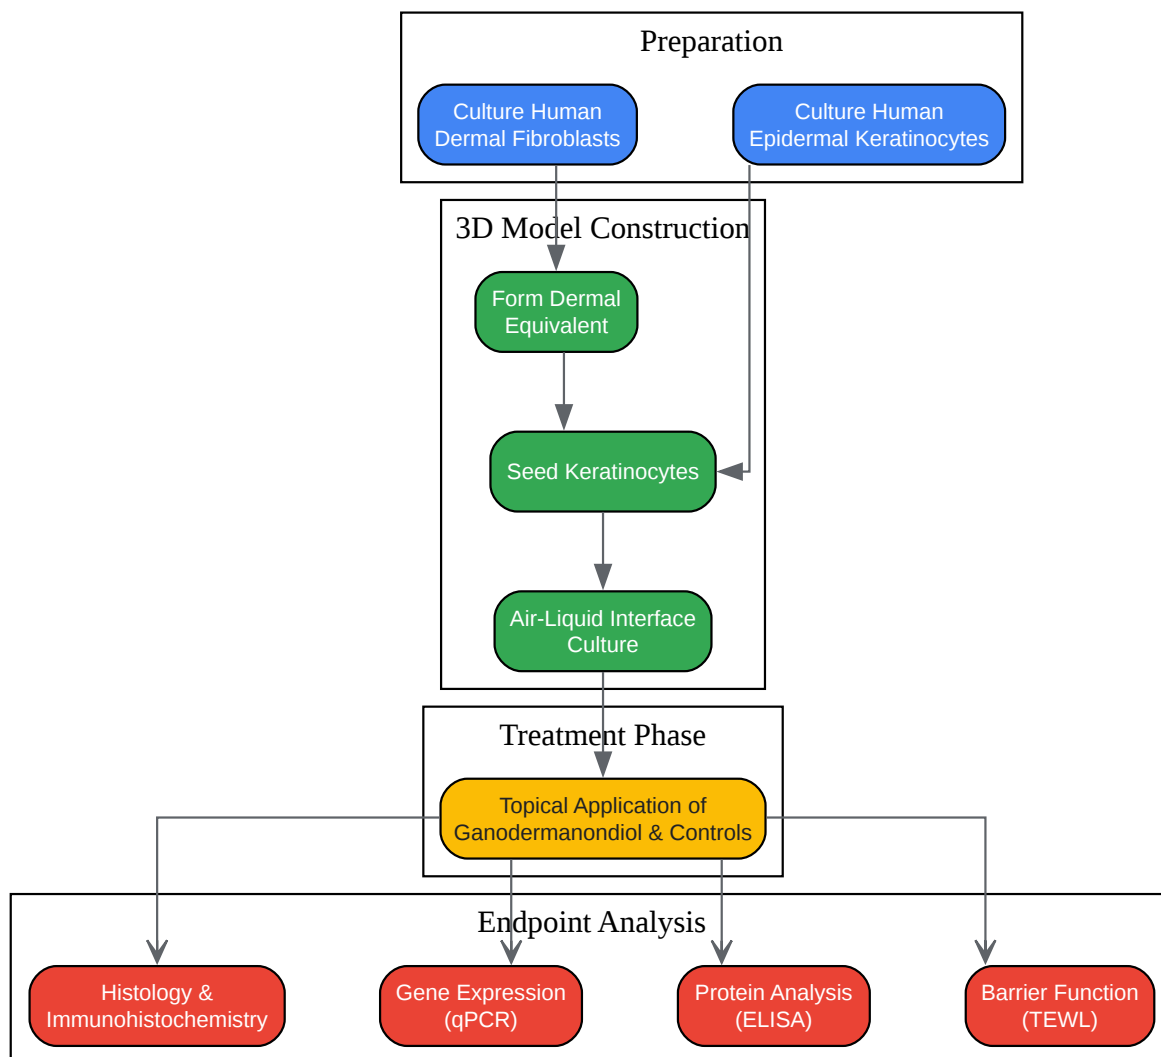 Preparation
Culture Human
Dermal Fibroblasts
Culture Human
Epidermal Keratinocytes
3D Model Construction
Form Dermal
Equivalent
Seed Keratinocytes
Air-Liquid Interface
Culture
Treatment Phase
Topical Application of
Ganodermanondiol & Controls
Endpoint Analysis
Histology &
Immunohistochemistry
Gene Expression
(qPCR)
Protein Analysis
(ELISA)
Barrier Function
(TEWL)